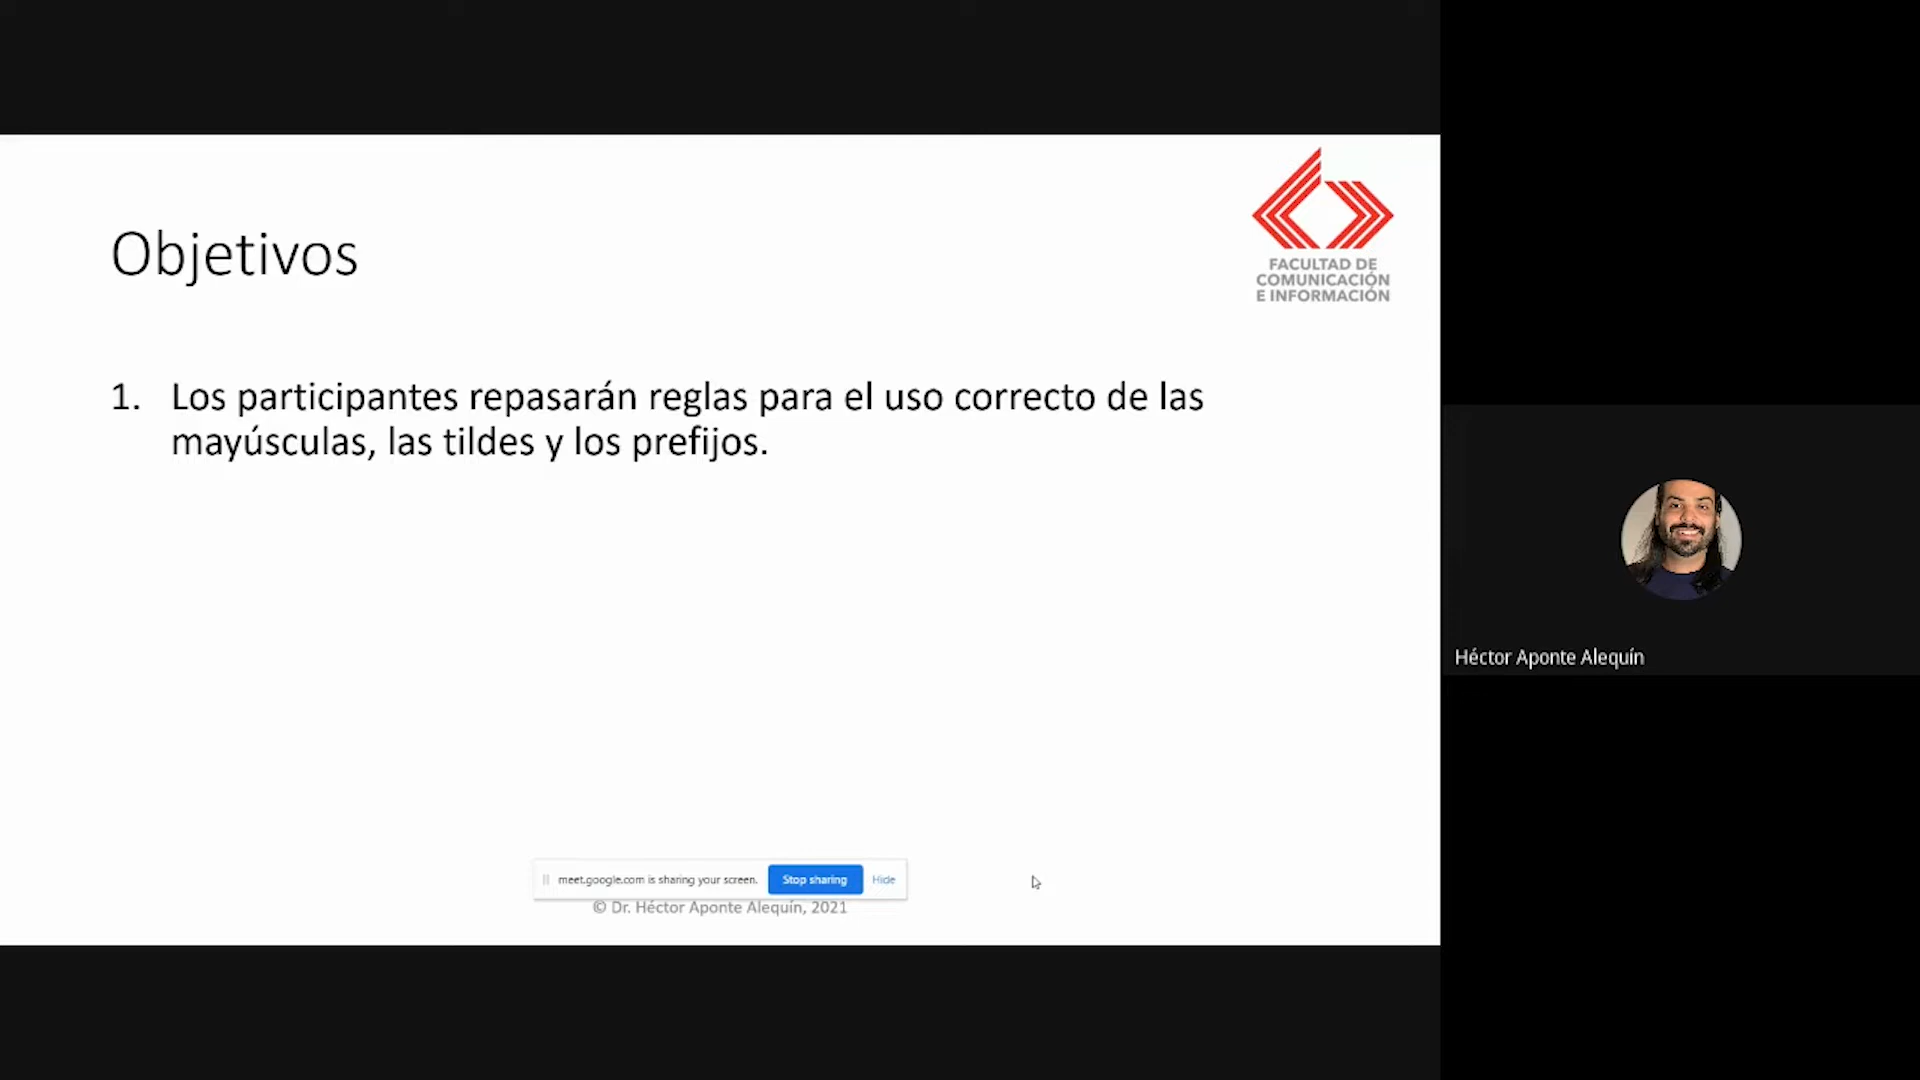 FACULTAD DE
COMUNICACIÓN
E INFORMACIÓN
Objetivos
1. Los participantes repasarán reglas para el uso correcto de las
mayúsculas, las tildes y los prefijos.
meet.google.com is sharing your screen. Stop sharing Hide
© Dr. Héctor Aponte Alequín, 2021
Héctor Aponte Alequín